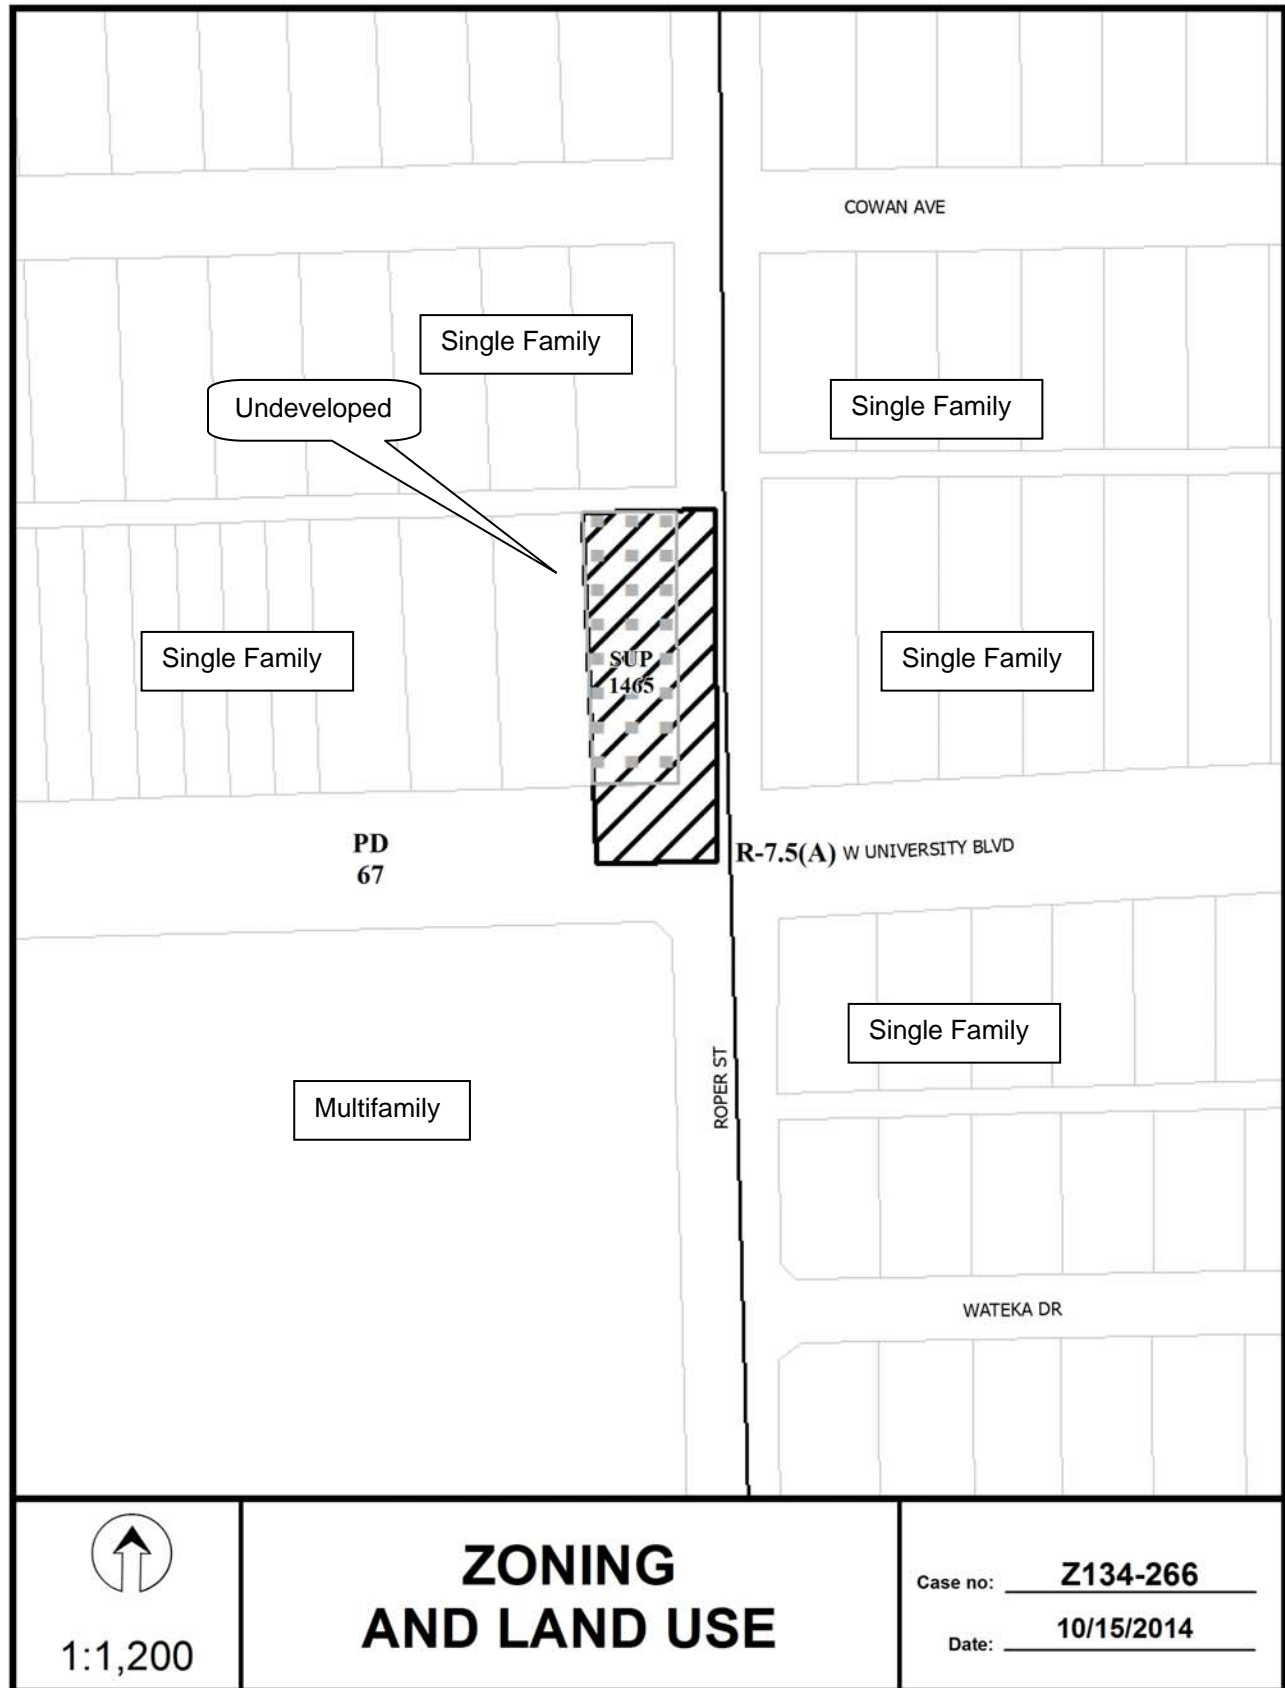 COWAN AVE
Single Family
Undeveloped
Single Family
Single Family
SUP
1465
Single Family
PD
67
R-7.5(A)
W UNIVERSITY BLVD
Single Family
ROPER ST
Multifamily
WATEKA DR
1:1,200
ZONING
AND LAND USE
Case no: Z134-266
Date: 10/15/2014